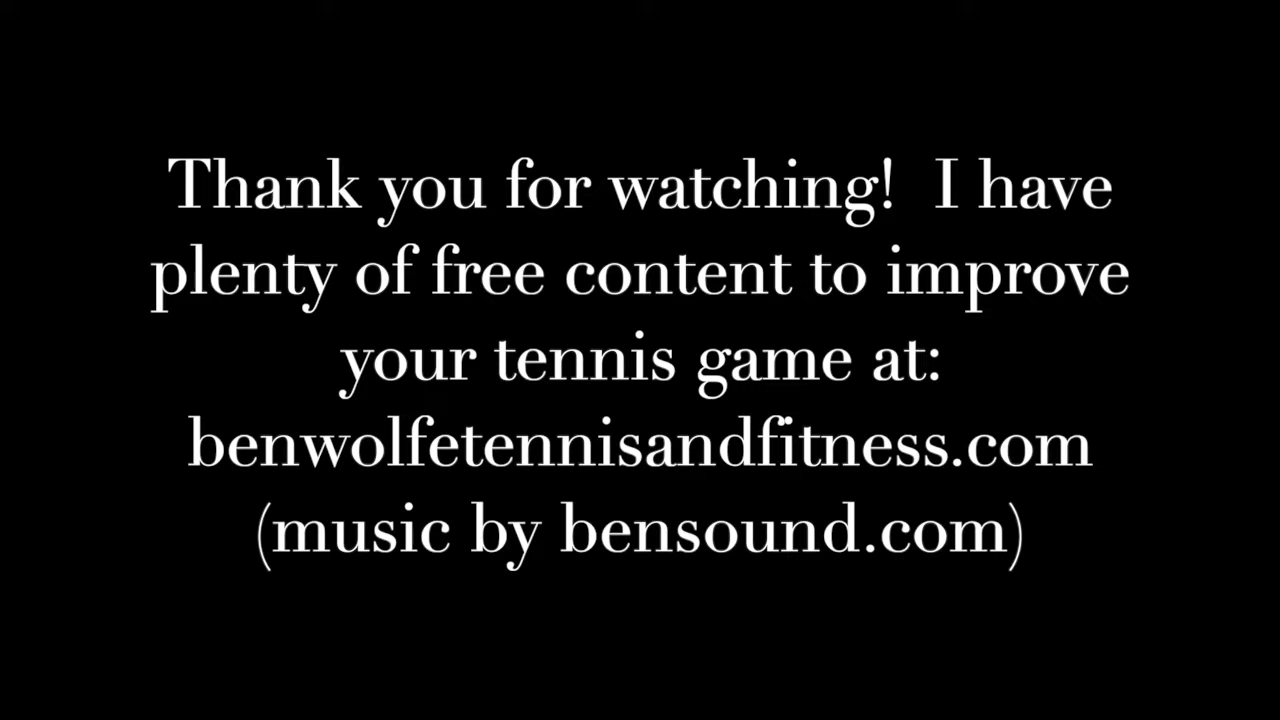 Thank you for watching!  I have
plenty of free content to improve
your tennis game at:
benwolfetennisandfitness.com
(music by bensound.com)